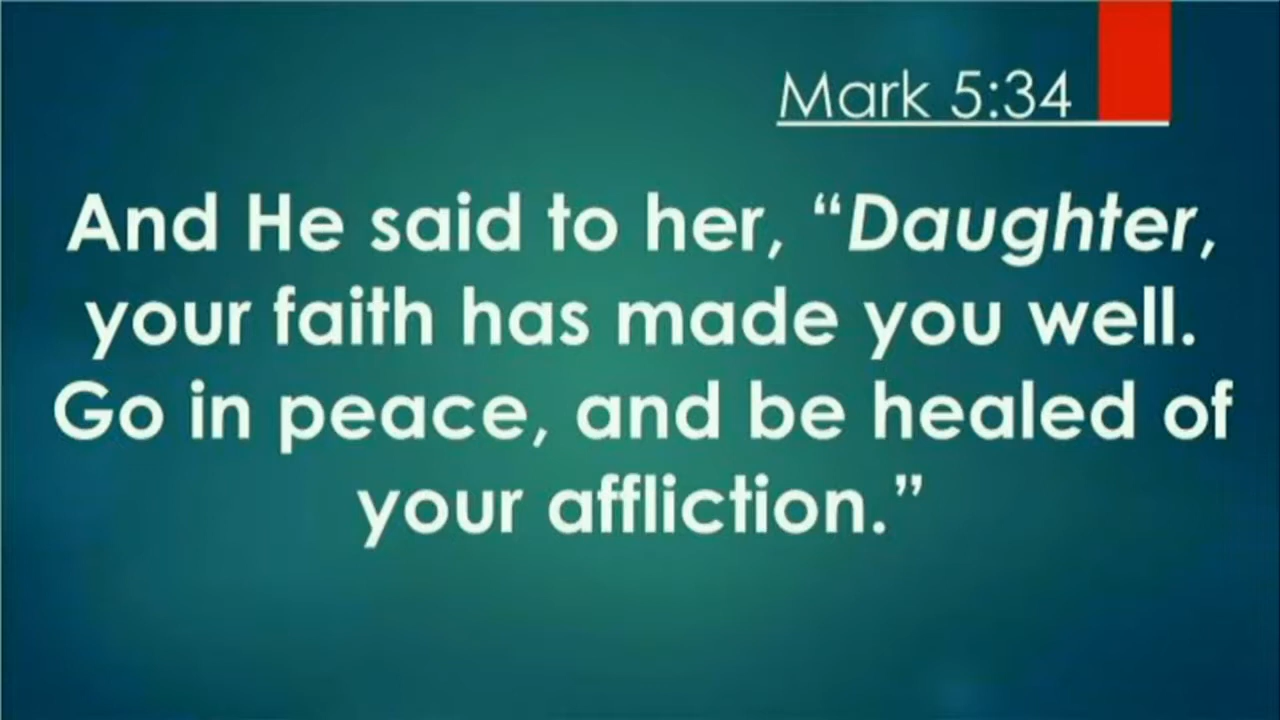 Mark 5:34
And He said to her, “Daughter,
your faith has made you well.
Go in peace, and be healed of
your affliction.”